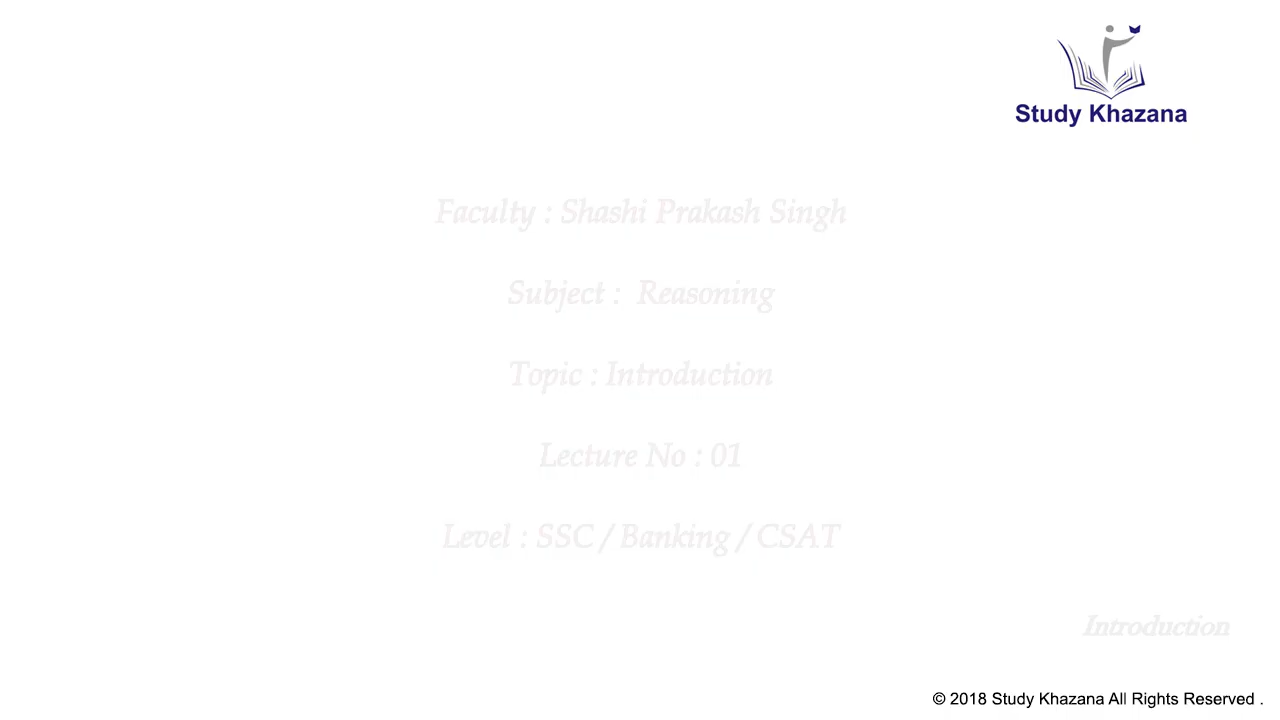 Study Khazana
Faculty : Shashi Prakash Singh
Subject : Reasoning
Topic : Introduction
Lecture No : 01
Level : SSC / Banking / CSAT
Introduction
© 2018 Study Khazana All Rights Reserved .